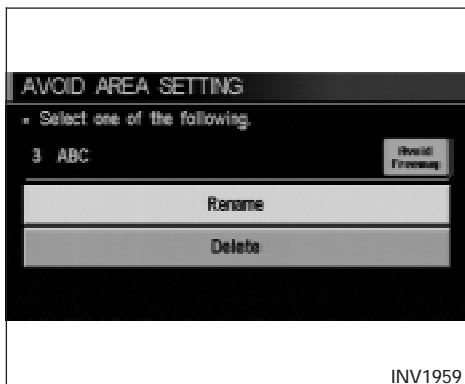 AVOID AREA SETTING
- Select one of the following.
3 ABC
Avoid
Freeway
Rename
Delete
INV1959